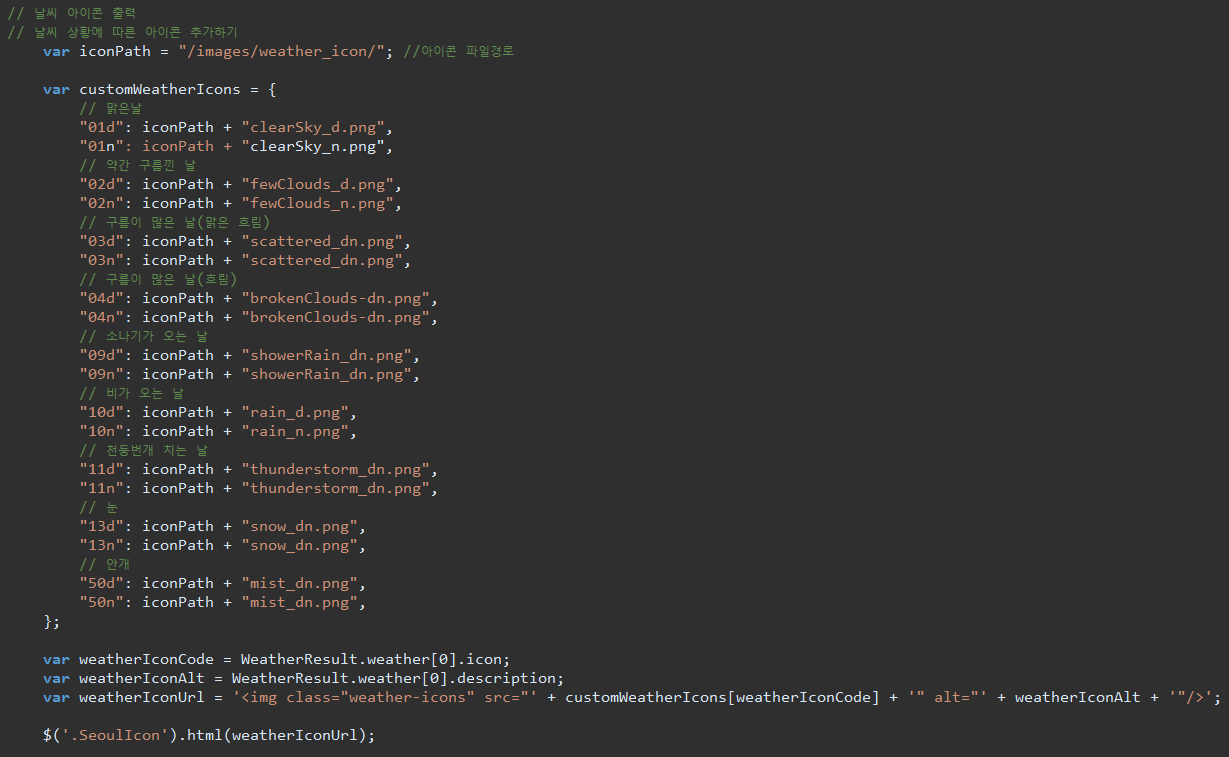 // 날씨 아이콘 출력
// 날씨 상황에 따른 아이콘 추가하기
    var iconPath = "/images/weather_icon/"; //아이콘 파일경로

    var customWeatherIcons = {
        // 맑은날
        "01d": iconPath + "clearSky_d.png",
        "01n": iconPath + "clearSky_n.png",
        // 약간 구름낀 날
        "02d": iconPath + "fewClouds_d.png",
        "02n": iconPath + "fewClouds_n.png",
        // 구름이 많은 날(맑은 흐림)
        "03d": iconPath + "scattered_dn.png",
        "03n": iconPath + "scattered_dn.png",
        // 구름이 많은 날(흐림)
        "04d": iconPath + "brokenClouds-dn.png",
        "04n": iconPath + "brokenClouds-dn.png",
        // 소나기가 오는 날
        "09d": iconPath + "showerRain_dn.png",
        "09n": iconPath + "showerRain_dn.png",
        // 비가 오는 날
        "10d": iconPath + "rain_d.png",
        "10n": iconPath + "rain_n.png",
        // 천둥번개 치는 날
        "11d": iconPath + "thunderstorm_dn.png",
        "11n": iconPath + "thunderstorm_dn.png",
        // 눈
        "13d": iconPath + "snow_dn.png",
        "13n": iconPath + "snow_dn.png",
        // 안개
        "50d": iconPath + "mist_dn.png",
        "50n": iconPath + "mist_dn.png",
    };

    var weatherIconCode = WeatherResult.weather[0].icon;
    var weatherIconAlt = WeatherResult.weather[0].description;
    var weatherIconUrl = '<img class="weather-icons" src="' + customWeatherIcons[weatherIconCode] + '" alt="' + weatherIconAlt + '"/>';

    $('.SeoulIcon').html(weatherIconUrl);